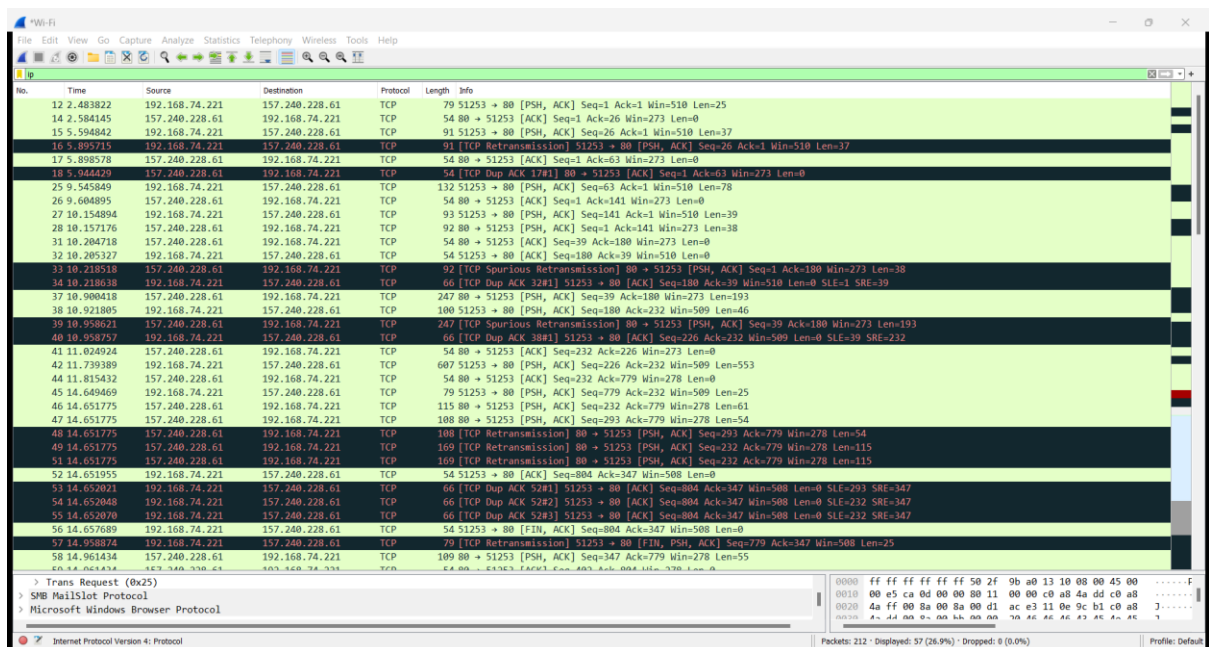 *Wi-Fi
File Edit View Go Capture Analyze Statistics Telephony Wireless Tools Help
ip
No. Time Source Destination Protocol Length Info
12 2.483822 192.168.74.221 157.240.228.61 TCP 79 51253 → 80 [PSH, ACK] Seq=1 Ack=1 Win=510 Len=25
14 2.584145 157.240.228.61 192.168.74.221 TCP 54 80 → 51253 [ACK] Seq=1 Ack=26 Win=273 Len=0
15 5.594842 192.168.74.221 157.240.228.61 TCP 91 51253 → 80 [PSH, ACK] Seq=26 Ack=1 Win=510 Len=37
16 5.895715 192.168.74.221 157.240.228.61 TCP 91 [TCP Retransmission] 51253 → 80 [PSH, ACK] Seq=26 Ack=1 Win=510 Len=37
17 5.898578 157.240.228.61 192.168.74.221 TCP 54 80 → 51253 [ACK] Seq=1 Ack=63 Win=273 Len=0
18 5.944429 157.240.228.61 192.168.74.221 TCP 54 [TCP Dup ACK 17#1] 80 → 51253 [ACK] Seq=1 Ack=63 Win=273 Len=0
25 9.545849 192.168.74.221 157.240.228.61 TCP 132 51253 → 80 [PSH, ACK] Seq=63 Ack=1 Win=510 Len=78
26 9.604895 157.240.228.61 192.168.74.221 TCP 54 80 → 51253 [ACK] Seq=1 Ack=141 Win=273 Len=0
27 10.154894 192.168.74.221 157.240.228.61 TCP 93 51253 → 80 [PSH, ACK] Seq=141 Ack=1 Win=510 Len=39
28 10.157176 157.240.228.61 192.168.74.221 TCP 92 80 → 51253 [PSH, ACK] Seq=1 Ack=141 Win=273 Len=38
31 10.204718 157.240.228.61 192.168.74.221 TCP 54 80 → 51253 [ACK] Seq=39 Ack=180 Win=273 Len=0
32 10.205327 192.168.74.221 157.240.228.61 TCP 54 51253 → 80 [ACK] Seq=180 Ack=39 Win=510 Len=0
33 10.218518 157.240.228.61 192.168.74.221 TCP 92 [TCP Spurious Retransmission] 80 → 51253 [PSH, ACK] Seq=1 Ack=180 Win=273 Len=38
34 10.218638 192.168.74.221 157.240.228.61 TCP 66 [TCP Dup ACK 32#1] 51253 → 80 [ACK] Seq=180 Ack=39 Win=510 Len=0 SLE=1 SRE=39
37 10.900418 157.240.228.61 192.168.74.221 TCP 247 80 → 51253 [PSH, ACK] Seq=39 Ack=180 Win=273 Len=193
38 10.921805 192.168.74.221 157.240.228.61 TCP 100 51253 → 80 [PSH, ACK] Seq=180 Ack=232 Win=509 Len=46
39 10.958621 157.240.228.61 192.168.74.221 TCP 247 [TCP Spurious Retransmission] 80 → 51253 [PSH, ACK] Seq=39 Ack=180 Win=273 Len=193
40 10.958757 192.168.74.221 157.240.228.61 TCP 66 [TCP Dup ACK 38#1] 51253 → 80 [ACK] Seq=226 Ack=232 Win=509 Len=0 SLE=39 SRE=232
41 11.024924 157.240.228.61 192.168.74.221 TCP 54 80 → 51253 [ACK] Seq=232 Ack=226 Win=273 Len=0
42 11.739389 192.168.74.221 157.240.228.61 TCP 607 51253 → 80 [PSH, ACK] Seq=226 Ack=232 Win=509 Len=553
44 11.815432 157.240.228.61 192.168.74.221 TCP 54 80 → 51253 [ACK] Seq=232 Ack=779 Win=278 Len=0
45 14.649469 192.168.74.221 157.240.228.61 TCP 79 51253 → 80 [PSH, ACK] Seq=779 Ack=232 Win=509 Len=25
46 14.651775 157.240.228.61 192.168.74.221 TCP 115 80 → 51253 [PSH, ACK] Seq=232 Ack=779 Win=278 Len=61
47 14.651775 157.240.228.61 192.168.74.221 TCP 108 80 → 51253 [PSH, ACK] Seq=293 Ack=779 Win=278 Len=54
48 14.651775 157.240.228.61 192.168.74.221 TCP 108 [TCP Retransmission] 80 → 51253 [PSH, ACK] Seq=293 Ack=779 Win=278 Len=54
49 14.651775 157.240.228.61 192.168.74.221 TCP 169 [TCP Retransmission] 80 → 51253 [PSH, ACK] Seq=232 Ack=779 Win=278 Len=115
51 14.651775 157.240.228.61 192.168.74.221 TCP 169 [TCP Retransmission] 80 → 51253 [PSH, ACK] Seq=232 Ack=779 Win=278 Len=115
52 14.651955 192.168.74.221 157.240.228.61 TCP 54 51253 → 80 [ACK] Seq=804 Ack=347 Win=508 Len=0
53 14.652021 192.168.74.221 157.240.228.61 TCP 66 [TCP Dup ACK 52#1] 51253 → 80 [ACK] Seq=804 Ack=347 Win=508 Len=0 SLE=293 SRE=347
54 14.652048 192.168.74.221 157.240.228.61 TCP 66 [TCP Dup ACK 52#2] 51253 → 80 [ACK] Seq=804 Ack=347 Win=508 Len=0 SLE=232 SRE=347
55 14.652070 192.168.74.221 157.240.228.61 TCP 66 [TCP Dup ACK 52#3] 51253 → 80 [ACK] Seq=804 Ack=347 Win=508 Len=0 SLE=232 SRE=347
56 14.657689 192.168.74.221 157.240.228.61 TCP 54 51253 → 80 [FIN, ACK] Seq=804 Ack=347 Win=508 Len=0
57 14.958874 192.168.74.221 157.240.228.61 TCP 79 [TCP Retransmission] 51253 → 80 [FIN, PSH, ACK] Seq=779 Ack=347 Win=508 Len=25
58 14.961434 157.240.228.61 192.168.74.221 TCP 109 80 → 51253 [PSH, ACK] Seq=347 Ack=779 Win=278 Len=55
> Trans Request (0x25)
> SMB MailSlot Protocol
> Microsoft Windows Browser Protocol
0000 ff ff ff ff ff ff 50 2f 9b a0 13 10 08 00 45 00 ······P
0010 00 e5 ca 0d 00 00 80 11 00 00 c0 a8 4a dd c0 a8
0020 4a ff 00 8a 00 8a 00 d1 ac e3 11 0e 9c b1 c0 a8 J·······
Internet Protocol Version 4: Protocol
Packets: 212 · Displayed: 57 (26.9%) · Dropped: 0 (0.0%)
Profile: Default